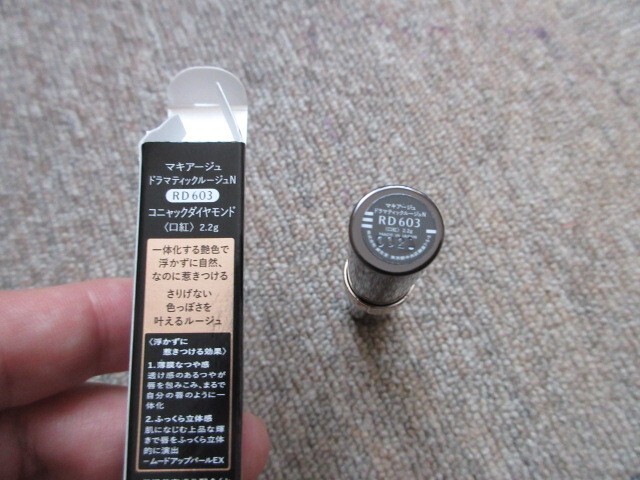 マキアージュ
ドラマティックルージュN
RD603
コニャックダイヤモンド
〈口紅〉2.2g
一体化する艶色で
浮かずに自然、
なのに惹きつける
さりげない
色っぽさを
叶えるルージュ
〈浮かずに
惹きつける効果〉
1.薄膜なつや感
透け感のあるつやが
唇を包みこみ、まるで
自分の唇のように一
体化
2.ふっくら立体感
肌になじむ上品な輝
きで唇をふっくら立体
的に演出
―ムードアップパールEX
マキアージュ
ドラマティックルージュN
RD603
〈口紅〉2.2g